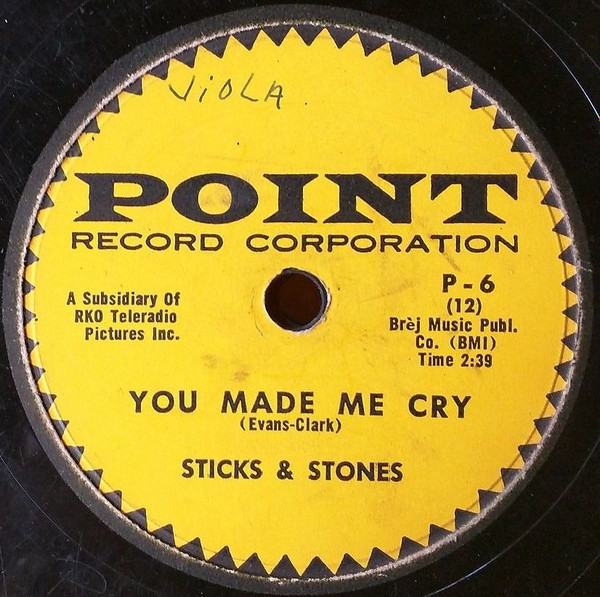 ViOLA
POINT
RECORD CORPORATION
A Subsidiary Of
RKO Teleradio
Pictures Inc.
P-6
(12)
Brèj Music Publ.
Co. (BMI)
Time 2:39
YOU MADE ME CRY
(Evans-Clark)
STICKS & STONES